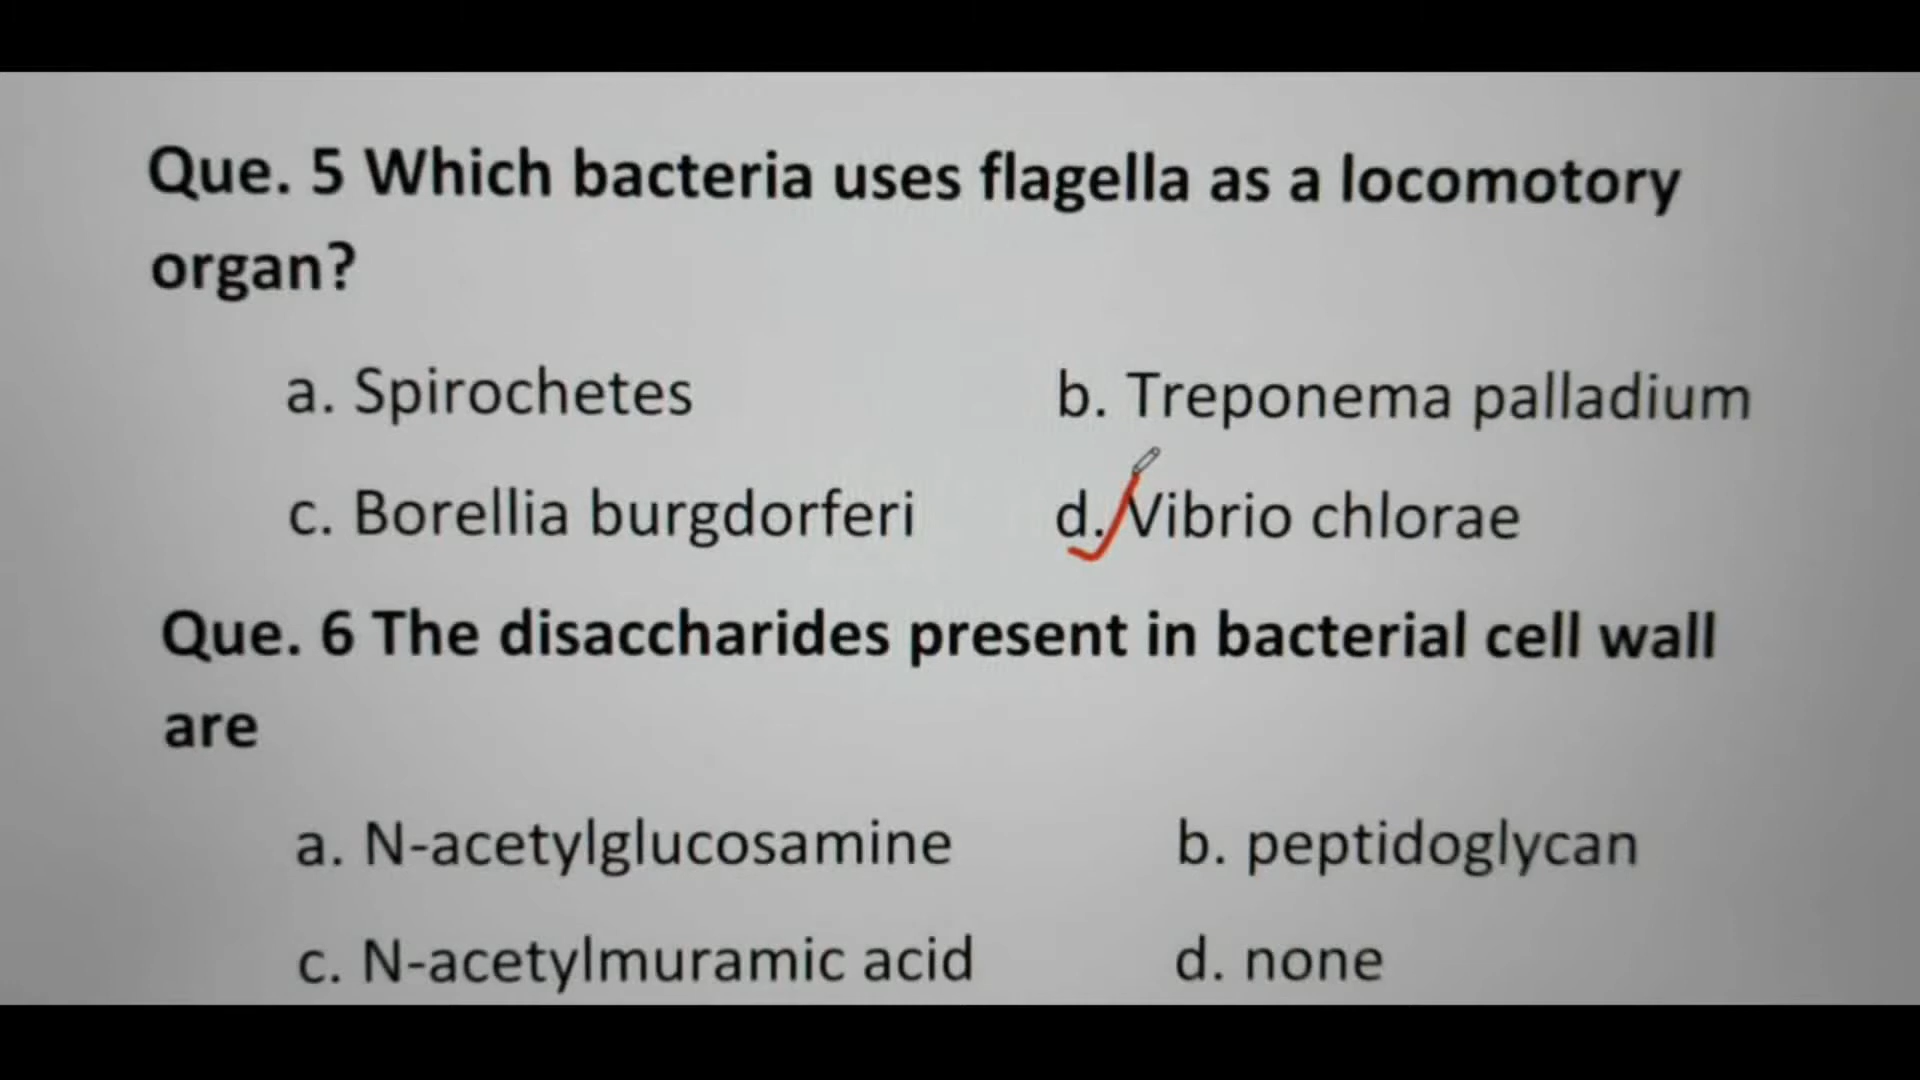 Que. 5 Which bacteria uses flagella as a locomotory
organ?
a. Spirochetes b. Treponema palladium
c. Borellia burgdorferi d. Vibrio chlorae
Que. 6 The disaccharides present in bacterial cell wall
are
a. N-acetylglucosamine b. peptidoglycan
c. N-acetylmuramic acid d. none